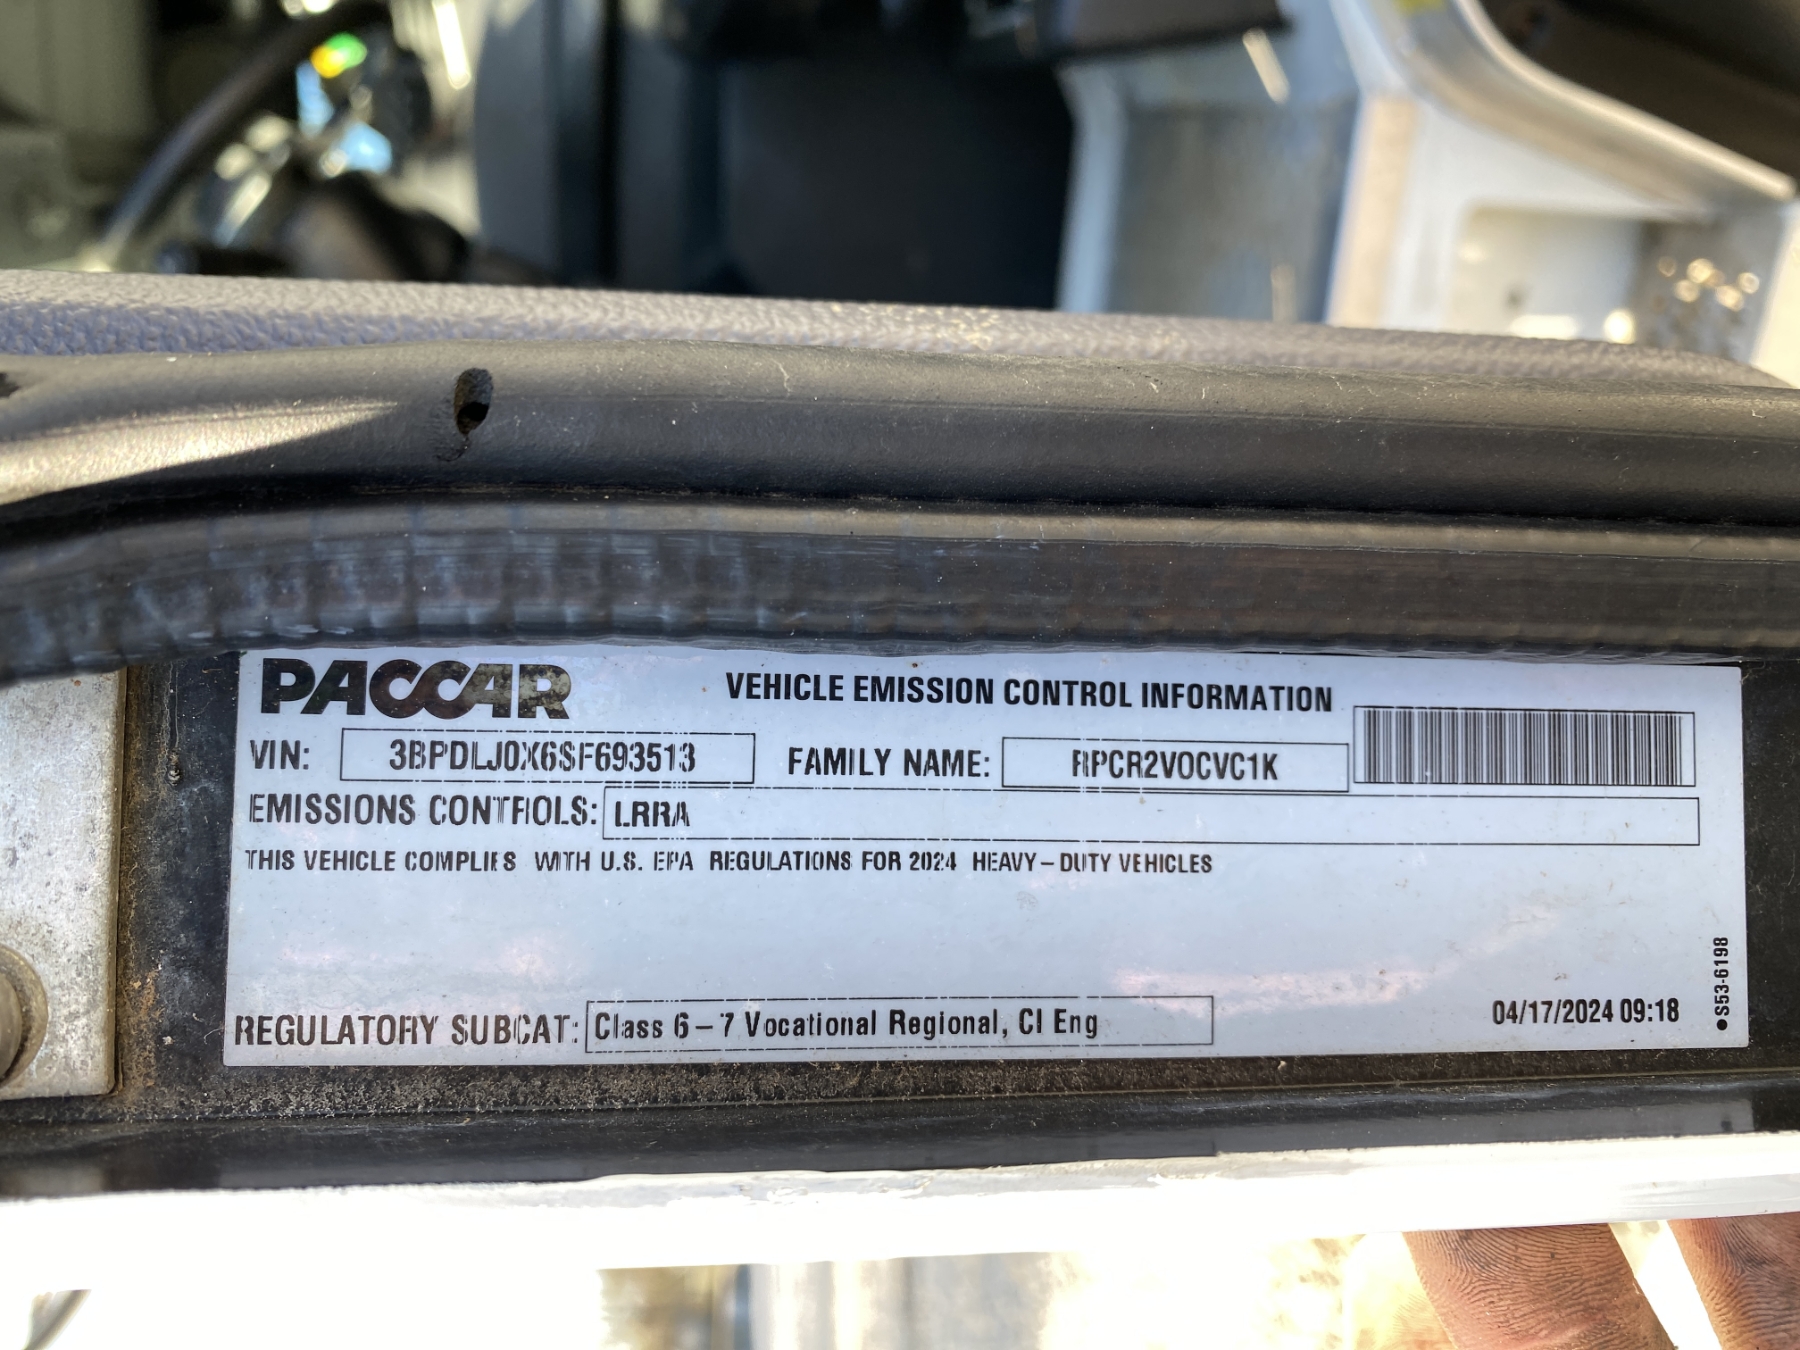 PACCAR
VEHICLE EMISSION CONTROL INFORMATION
VIN: 3BPDLJ0X6SF693513 FAMILY NAME: RPCR2VOCVC1K
EMISSIONS CONTROLS: LRRA
THIS VEHICLE COMPLIES WITH U.S. EPA REGULATIONS FOR 2024 HEAVY-DUTY VEHICLES
REGULATORY SUBCAT: Class 6-7 Vocational Regional, CI Eng
04/17/2024 09:18
•S53-6198